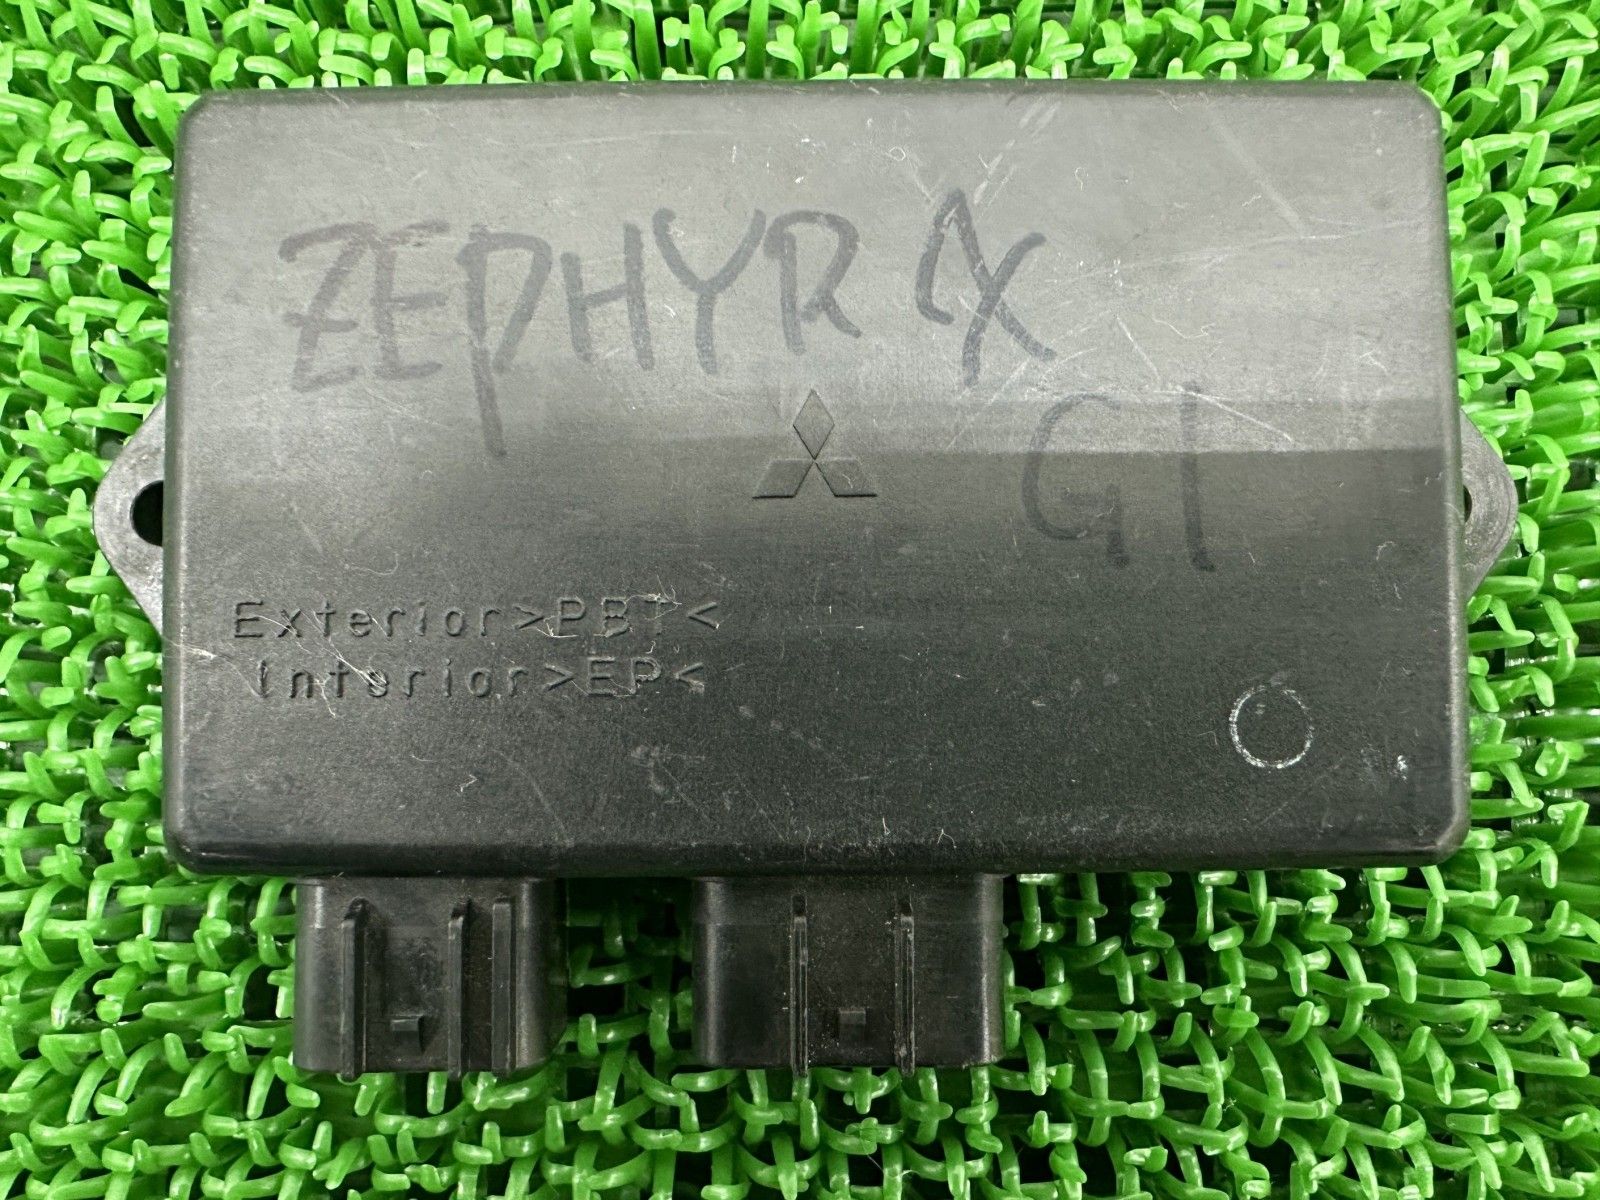 ZEPHYR X
G1
Exterior>PBT<
Interior>EP<